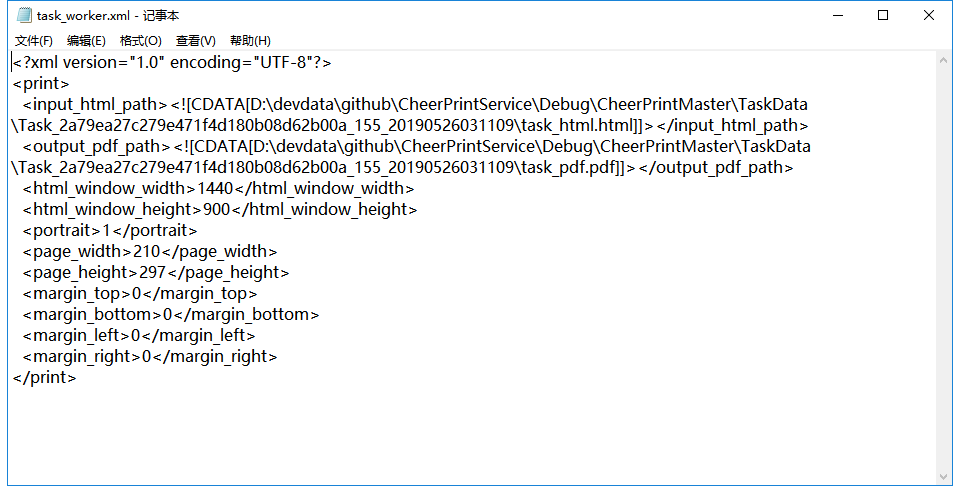 task_worker.xml - 记事本
文件(F) 编辑(E) 格式(O) 查看(V) 帮助(H)
<?xml version="1.0" encoding="UTF-8"?>
<print>
  <input_html_path><![CDATA[D:\devdata\github\CheerPrintService\Debug\CheerPrintMaster\TaskData
\Task_2a79ea27c279e471f4d180b08d62b00a_155_20190526031109\task_html.html]]></input_html_path>
  <output_pdf_path><![CDATA[D:\devdata\github\CheerPrintService\Debug\CheerPrintMaster\TaskData
\Task_2a79ea27c279e471f4d180b08d62b00a_155_20190526031109\task_pdf.pdf]]></output_pdf_path>
  <html_window_width>1440</html_window_width>
  <html_window_height>900</html_window_height>
  <portrait>1</portrait>
  <page_width>210</page_width>
  <page_height>297</page_height>
  <margin_top>0</margin_top>
  <margin_bottom>0</margin_bottom>
  <margin_left>0</margin_left>
  <margin_right>0</margin_right>
</print>